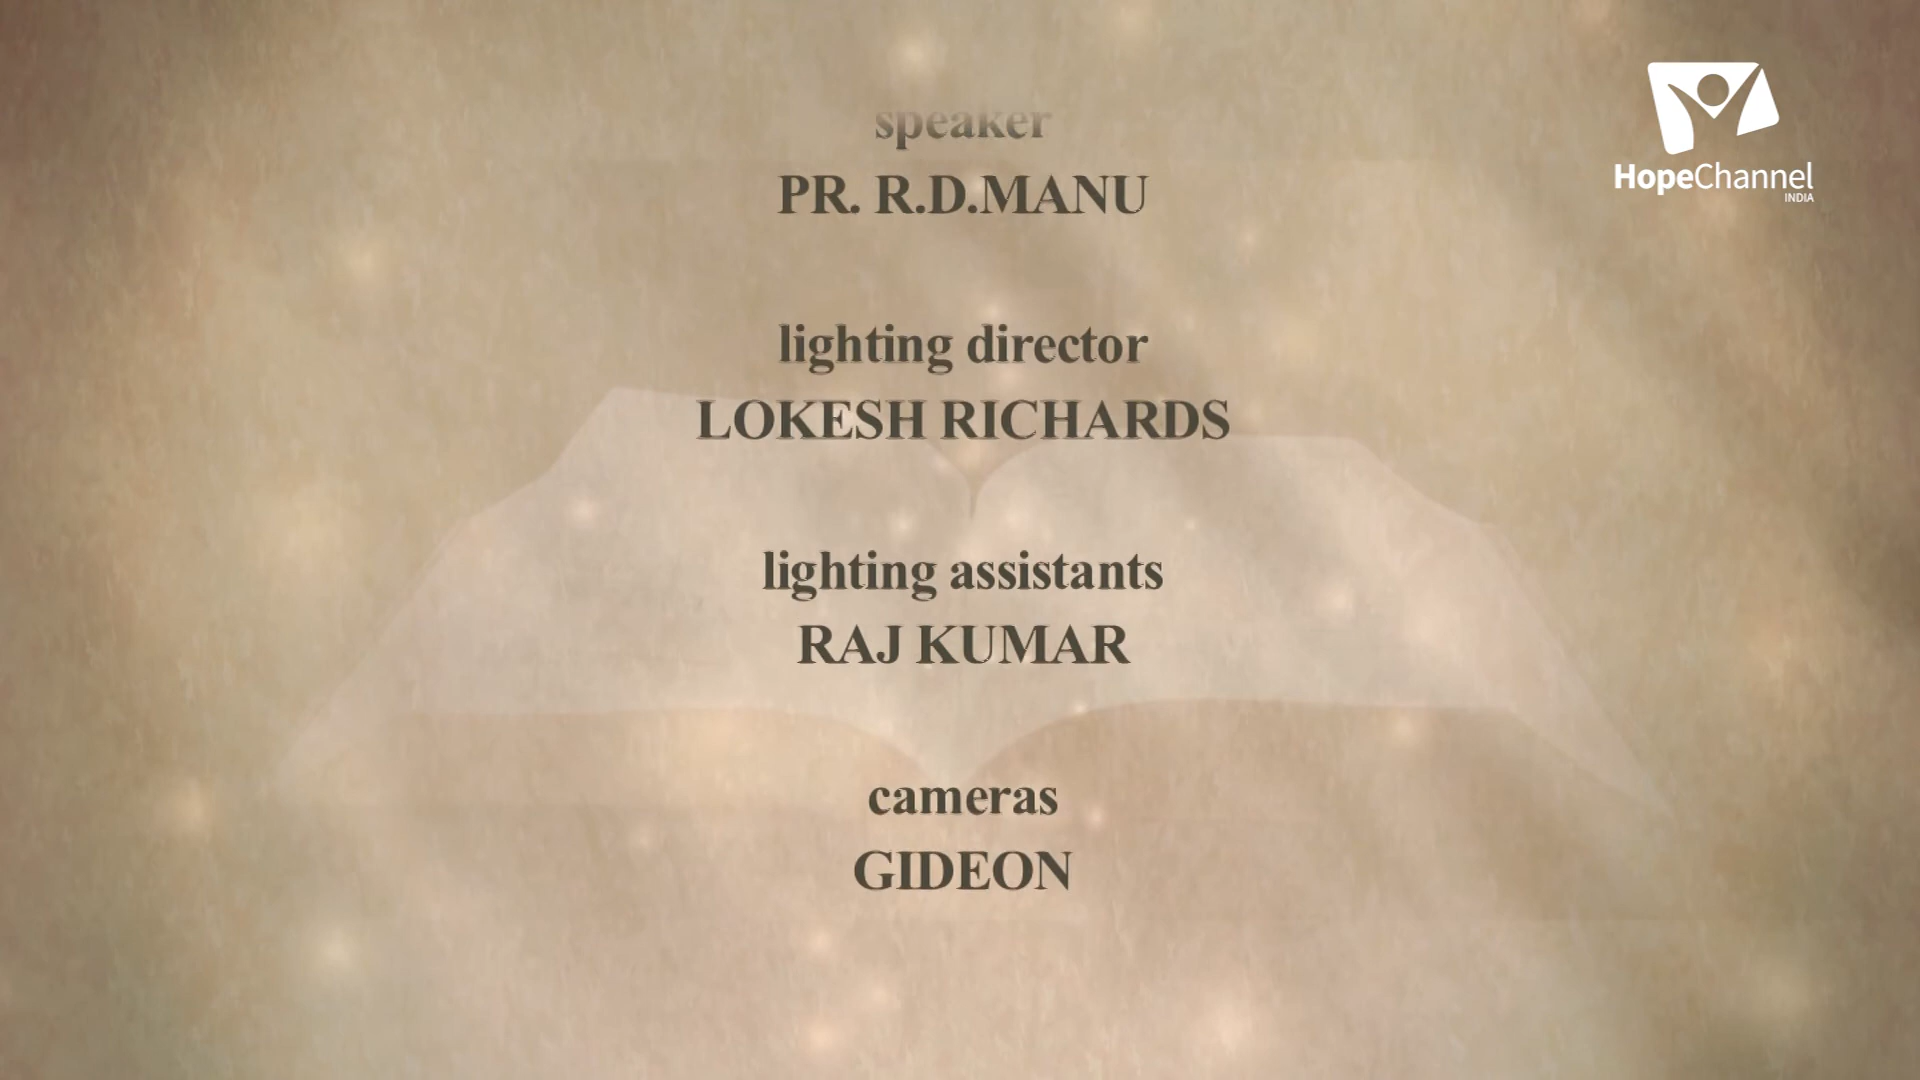 speaker
PR. R.D.MANU
lighting director
LOKESH RICHARDS
lighting assistants
RAJ KUMAR
cameras
GIDEON
HopeChannel
INDIA